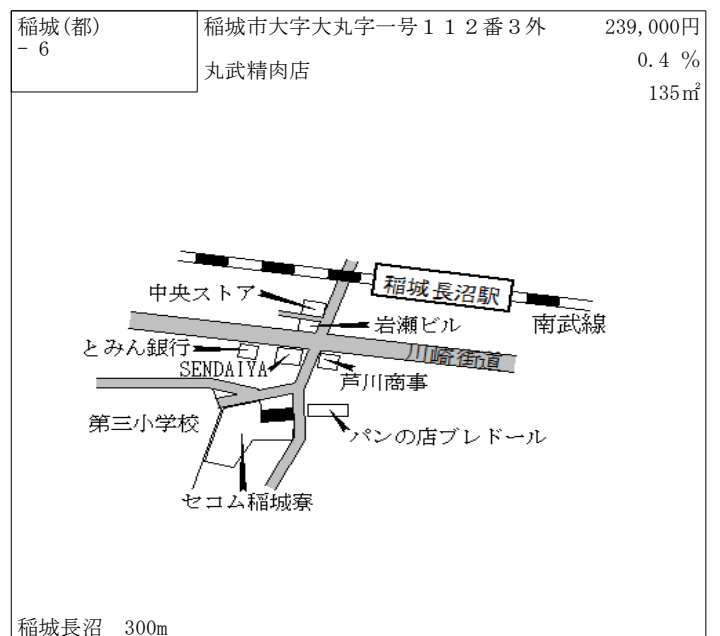 稲城(都)
- 6
稲城市大字大丸字一号１１２番３外
239,000円
丸武精肉店
0.4 %
135㎡
稲城長沼駅
中央ストア
岩瀬ビル
南武線
とみん銀行
川崎街道
SENDAIYA
芦川商事
第三小学校
パンの店ブレドール
セコム稲城寮
稲城長沼　300m